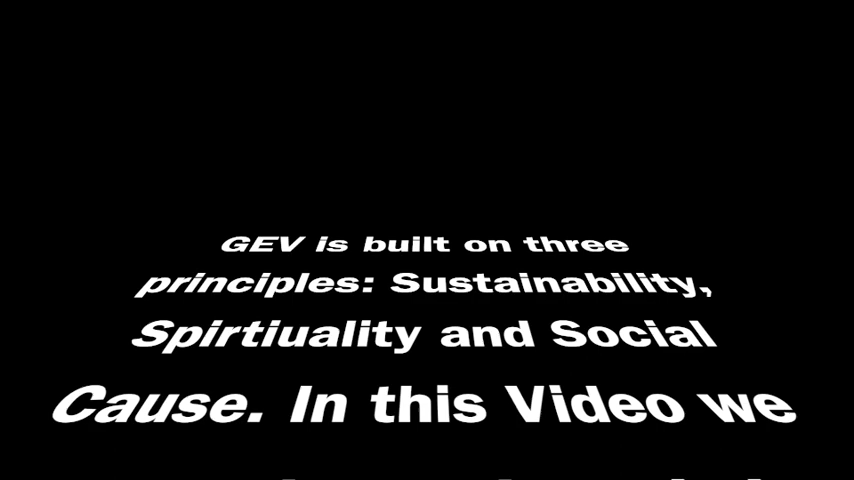 GEV is built on three
principles: Sustainability,
Spirtiuality and Social
Cause. In this Video we